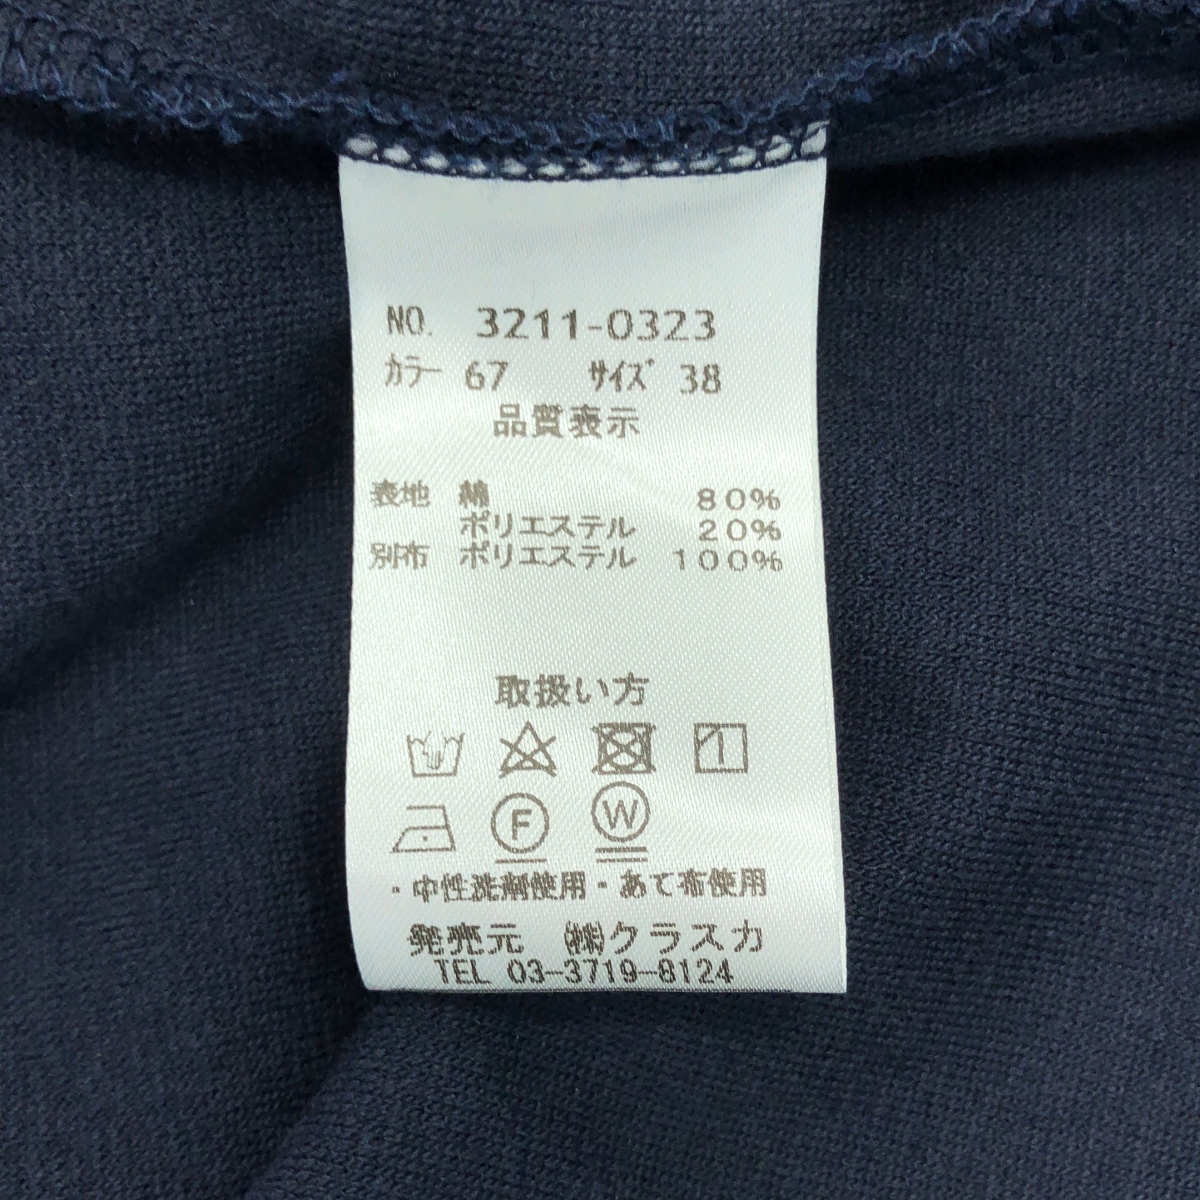 NO. 3211-0323
ｶﾗｰ 67 ｻｲｽﾞ 38
品質表示
表地 綿 80%
ポリエステル 20%
別布 ポリエステル 100%
取扱い方
1
F W
・中性洗剤使用・あて布使用
発売元 ㈱クラスカ
TEL 03-3719-8124